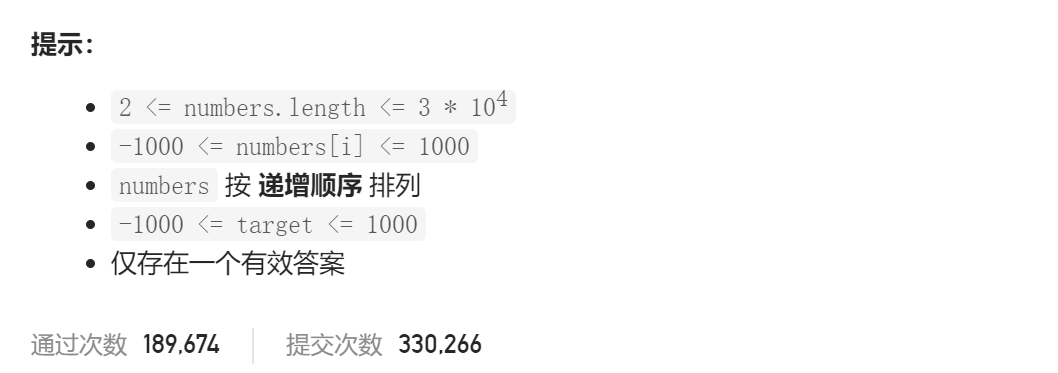 提示：
2 <= numbers.length <= 3 * 10⁴
-1000 <= numbers[i] <= 1000
numbers 按 递增顺序 排列
-1000 <= target <= 1000
仅存在一个有效答案
通过次数 189,674 提交次数 330,266